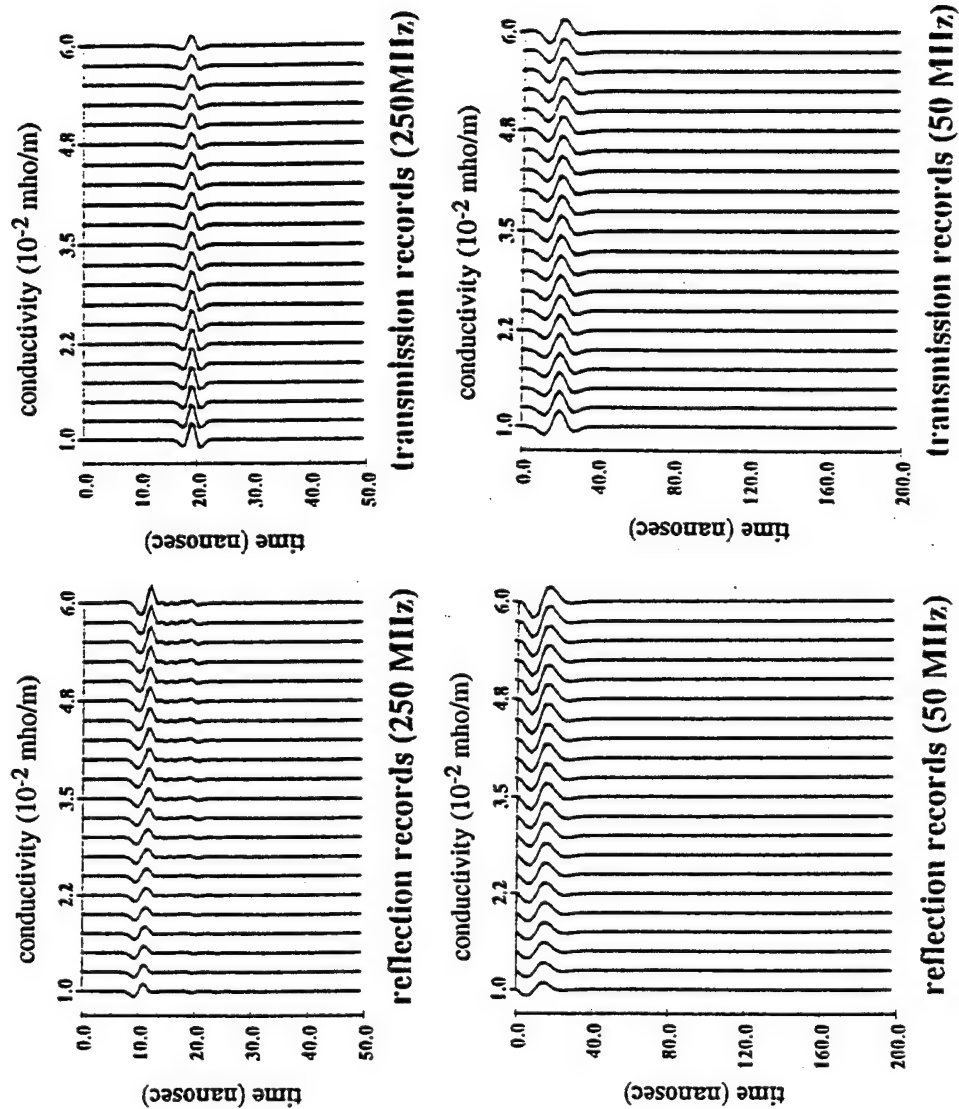 conductivity (10-2 mho/m)
1.0 2.2 3.5 4.8 6.0
0.0
10.0
20.0
30.0
40.0
50.0
time (nanosec)
transmission records (250MHz)
conductivity (10-2 mho/m)
1.0 2.2 3.5 4.8 6.0
0.0
40.0
80.0
120.0
160.0
200.0
time (nanosec)
transmission records (50 MHz)
conductivity (10-2 mho/m)
1.0 2.2 3.5 4.8 6.0
0.0
10.0
20.0
30.0
40.0
50.0
time (nanosec)
reflection records (250 MHz)
conductivity (10-2 mho/m)
1.0 2.2 3.5 4.8 6.0
0.0
40.0
80.0
120.0
160.0
200.0
time (nanosec)
reflection records (50 MHz)